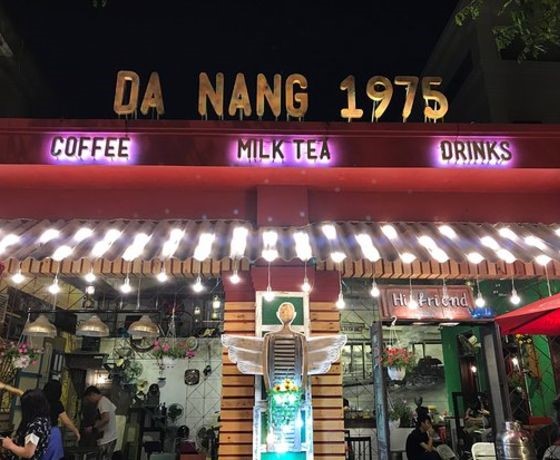 DA NANG 1975
COFFEE MILK TEA DRINKS
Hi friend